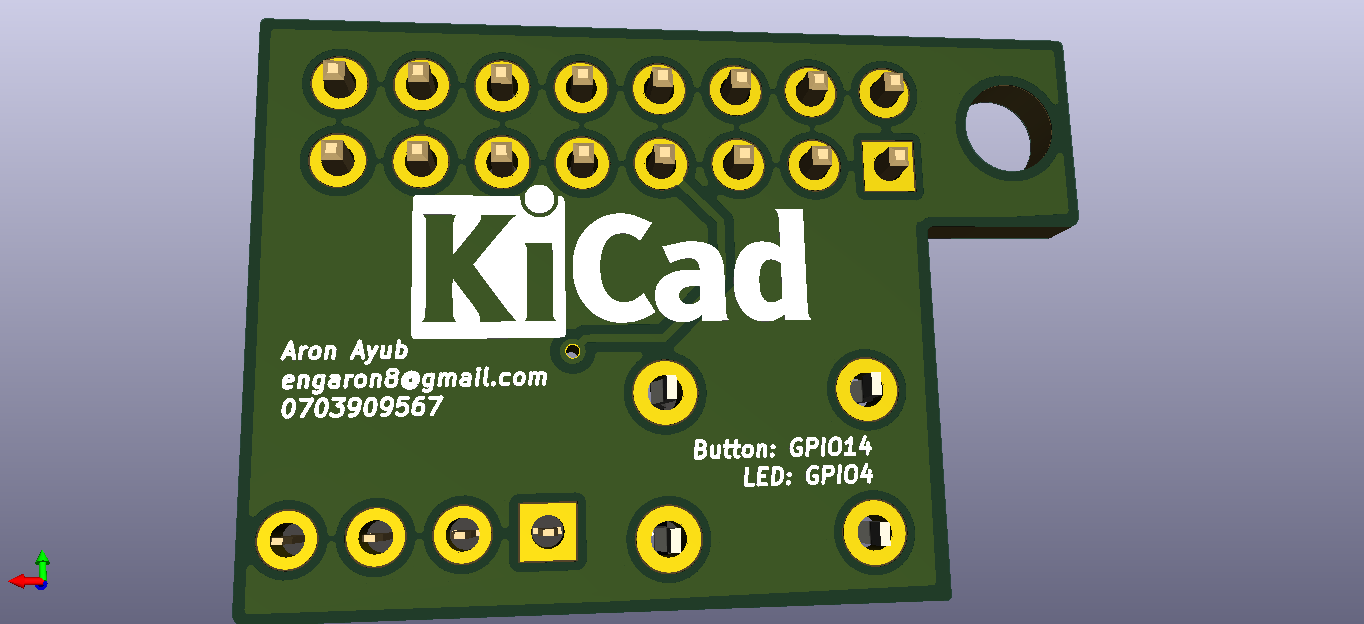 KiCad
Aron Ayub
engaron8@gmail.com
0703909567
Button: GPIO14
LED: GPIO4